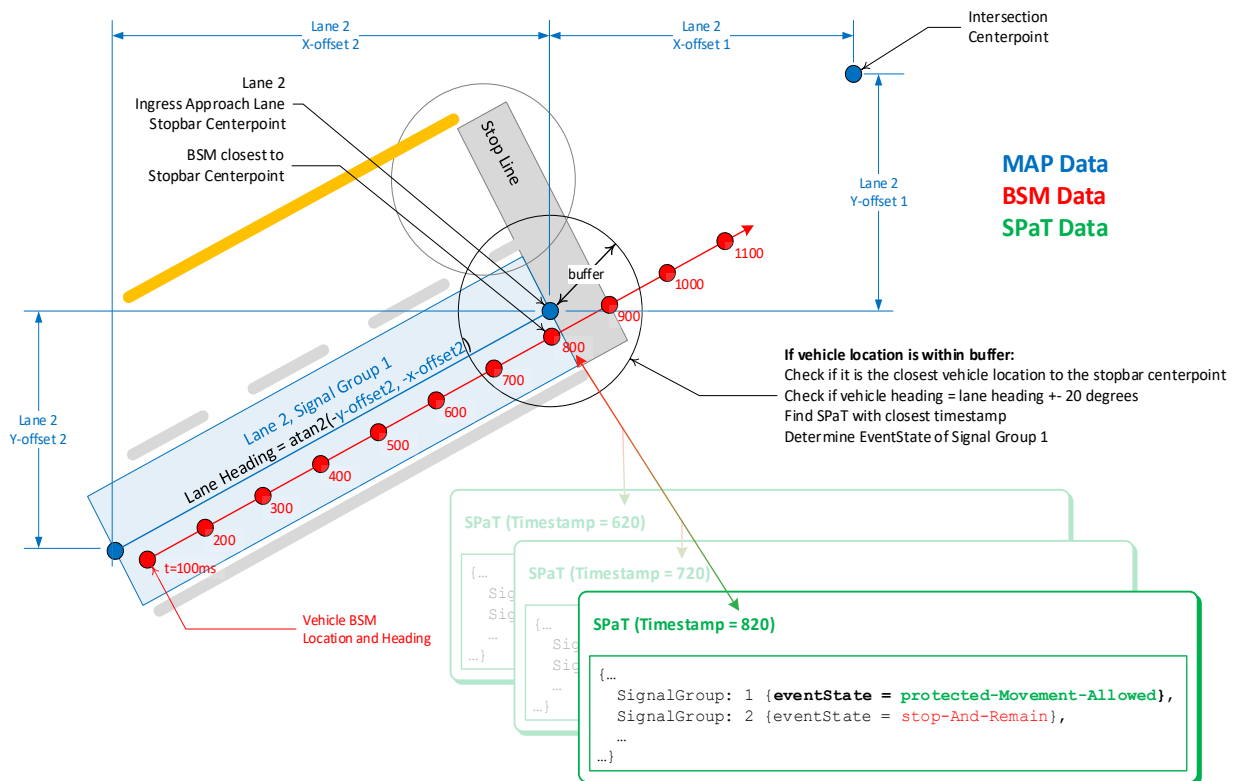 Lane 2
X-offset 2
Lane 2
X-offset 1
Intersection
Centerpoint
Lane 2
Ingress Approach Lane
Stopbar Centerpoint
BSM closest to
Stopbar Centerpoint
Stop Line
MAP Data
BSM Data
SPaT Data
Lane 2
Y-offset 1
buffer
1100
1000
900
800
700
600
500
400
300
200
t=100ms
Lane 2, Signal Group 1
Lane Heading = atan2(-y-offset2, -x-offset2)
Lane 2
Y-offset 2
If vehicle location is within buffer:
Check if it is the closest vehicle location to the stopbar centerpoint
Check if vehicle heading = lane heading +- 20 degrees
Find SPaT with closest timestamp
Determine EventState of Signal Group 1
Vehicle BSM
Location and Heading
SPaT (Timestamp = 620)
{…
Sig
Sig
…
…}
SPaT (Timestamp = 720)
{…
Sig
Sig
…
…}
SPaT (Timestamp = 820)
{…
SignalGroup: 1 {eventState = protected-Movement-Allowed},
SignalGroup: 2 {eventState = stop-And-Remain},
…
…}